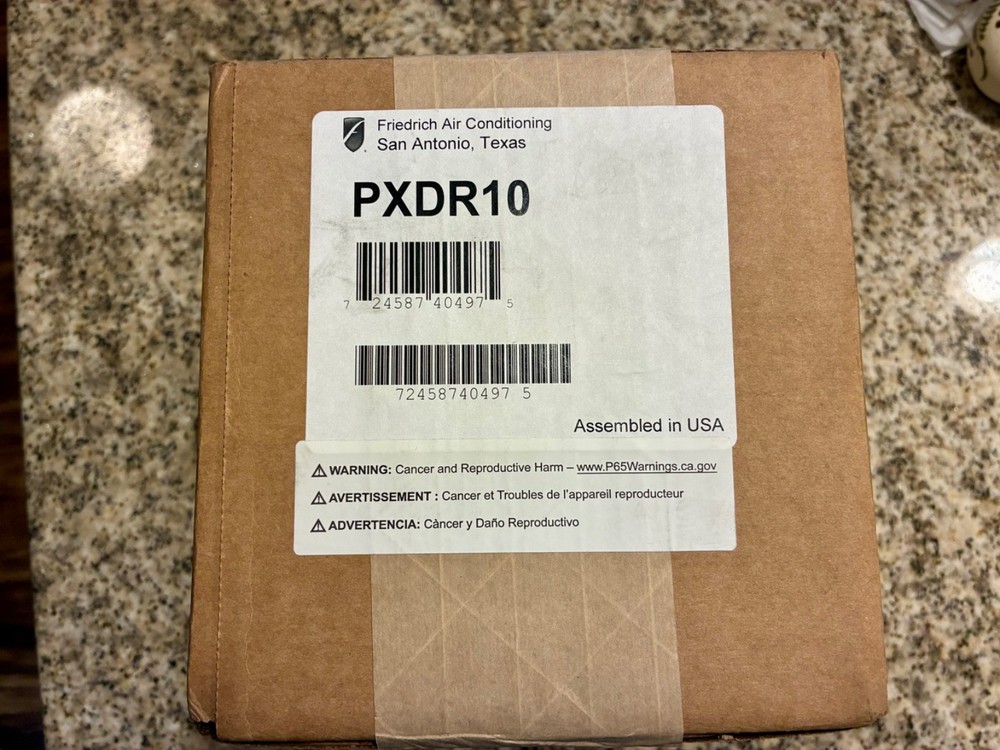 Friedrich Air Conditioning
San Antonio, Texas
PXDR10
7 24587 40497 5
72458740497 5
Assembled in USA
⚠ WARNING: Cancer and Reproductive Harm – www.P65Warnings.ca.gov
⚠ AVERTISSEMENT : Cancer et Troubles de l'appareil reproducteur
⚠ ADVERTENCIA: Càncer y Daño Reproductivo